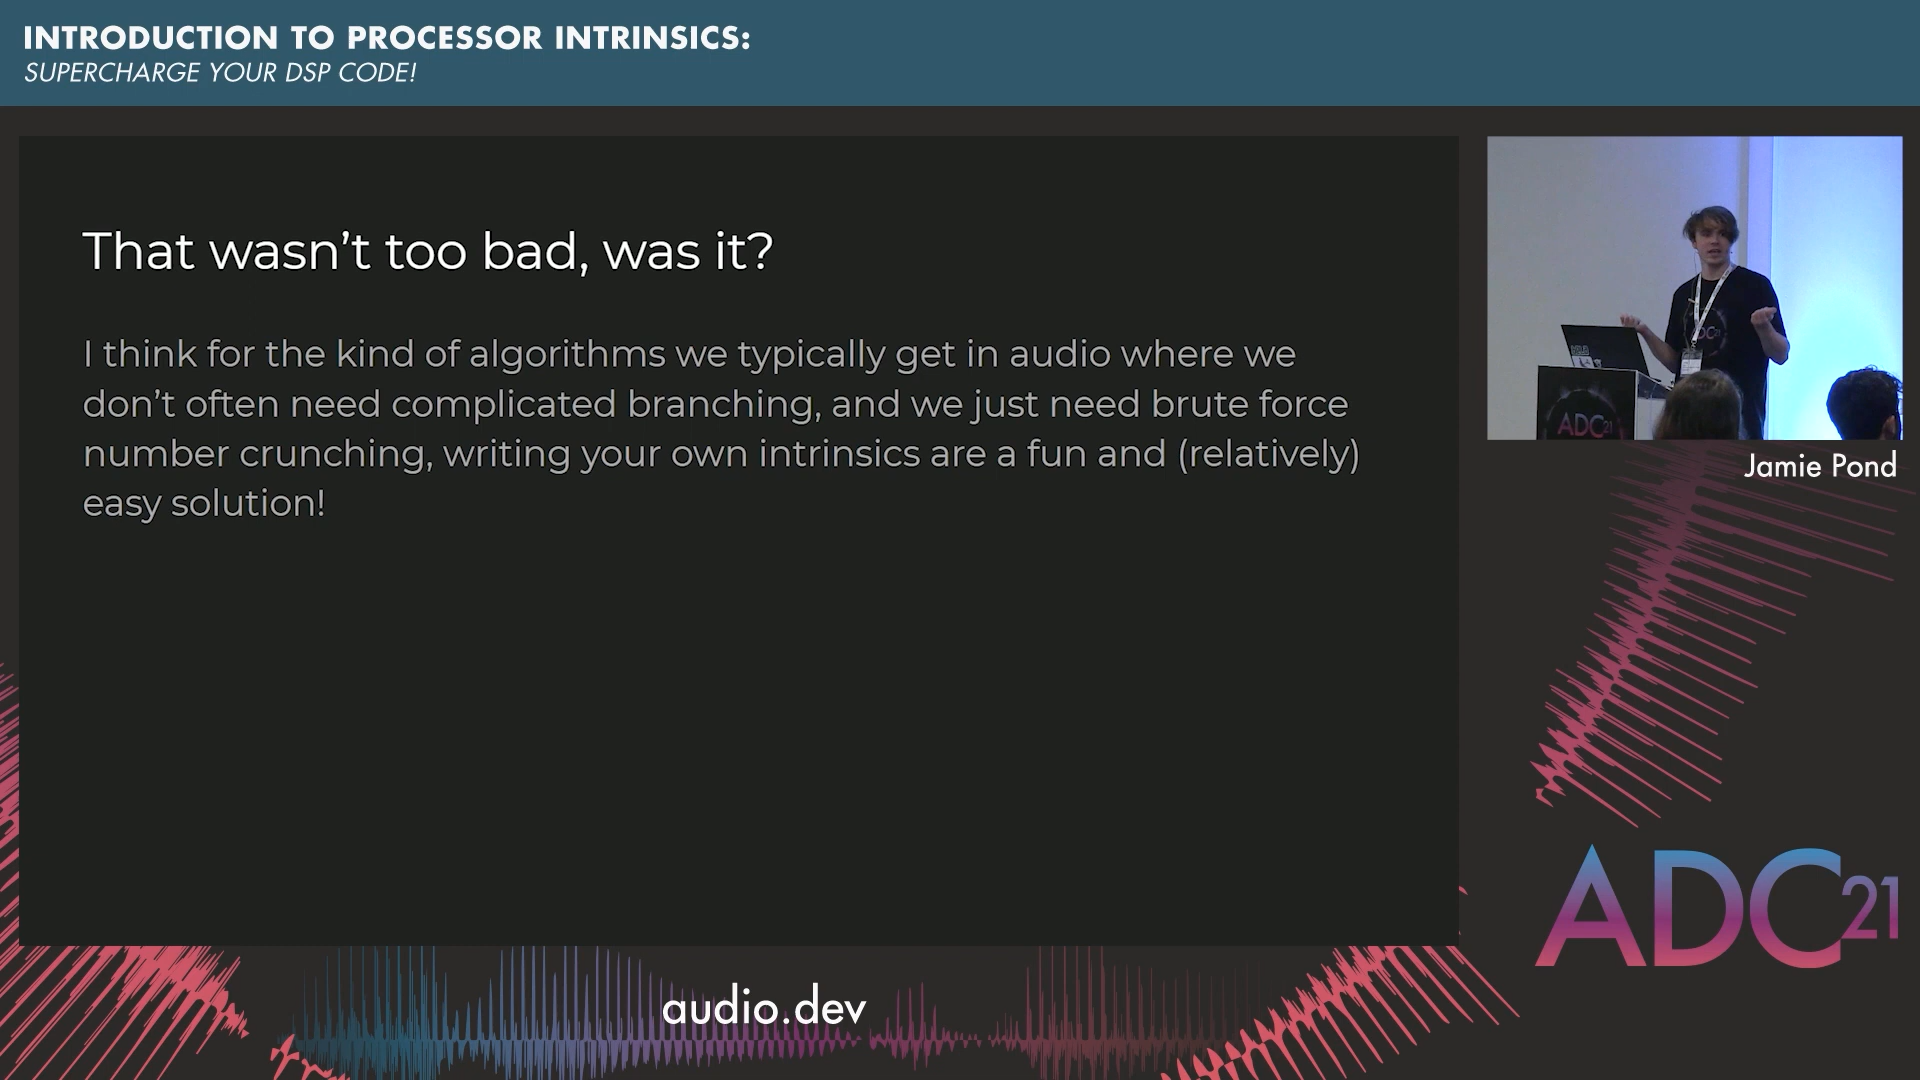 INTRODUCTION TO PROCESSOR INTRINSICS:
SUPERCHARGE YOUR DSP CODE!
That wasn’t too bad, was it?
I think for the kind of algorithms we typically get in audio where we
don’t often need complicated branching, and we just need brute force
number crunching, writing your own intrinsics are a fun and (relatively)
easy solution!
ADC21
Jamie Pond
ADC21
audio.dev